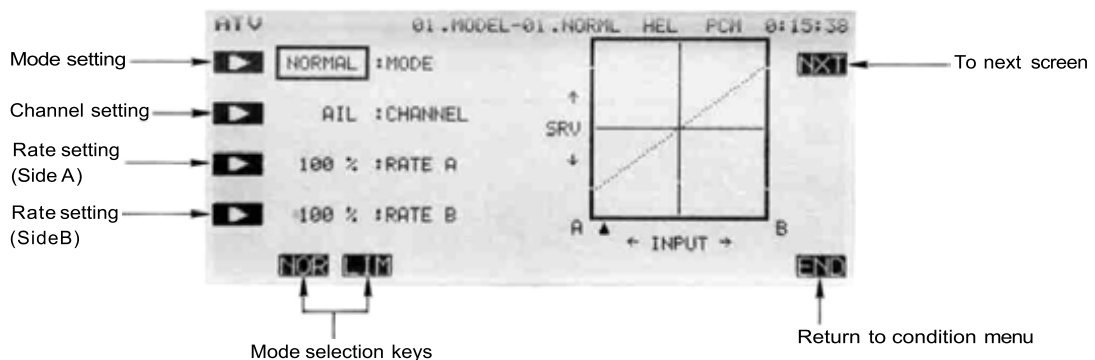 ATV 01.MODEL-01.NORML HEL PCM 0:15:38
Mode setting NORMAL :MODE NXT To next screen
Channel setting AIL :CHANNEL
↑
SRV
↓
Rate setting
(Side A) 100 % :RATE A
Rate setting
(SideB) +100 % :RATE B
A ▲ ← INPUT → B
NOR LIM END
Mode selection keys
Return to condition menu